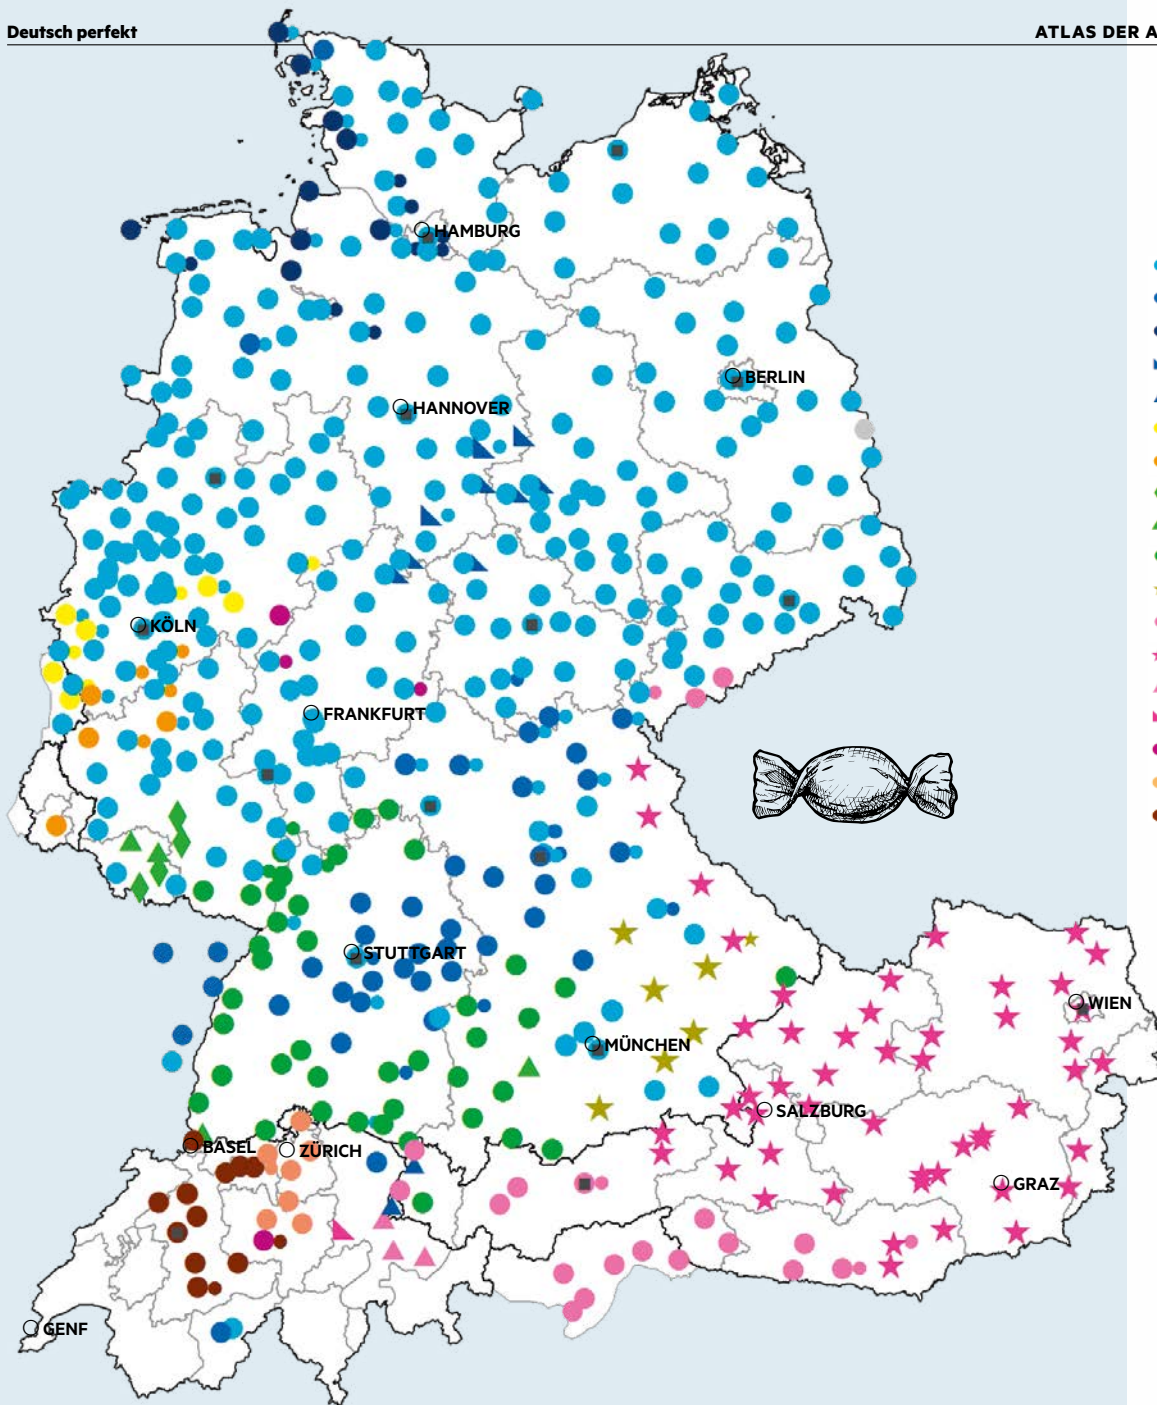 Deutsch perfekt
ATLAS DER A
HAMBURG
BERLIN
HANNOVER
KÖLN
FRANKFURT
STUTTGART
WIEN
MÜNCHEN
SALZBURG
BASEL
ZÜRICH
GRAZ
GENF